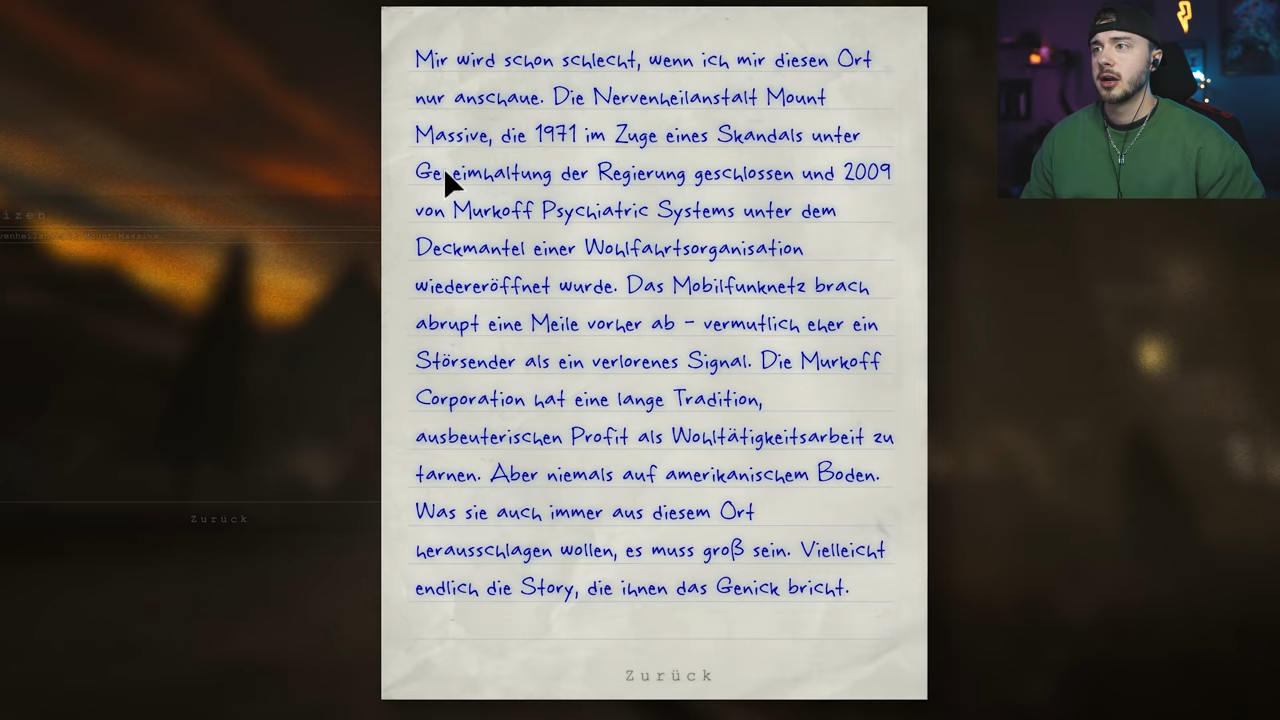 Mir wird schon schlecht, wenn ich mir diesen Ort
nur anschaue. Die Nervenheilanstalt Mount
Massive, die 1971 im Zuge eines Skandals unter
Geheimhaltung der Regierung geschlossen und 2009
von Murkoff Psychiatric Systems unter dem
Deckmantel einer Wohlfahrtsorganisation
wiedereröffnet wurde. Das Mobilfunknetz brach
abrupt eine Meile vorher ab - vermutlich eher ein
Störsender als ein verlorenes Signal. Die Murkoff
Corporation hat eine lange Tradition,
ausbeuterischen Profit als Wohltätigkeitsarbeit zu
tarnen. Aber niemals auf amerikanischem Boden.
Was sie auch immer aus diesem Ort
herausschlagen wollen, es muss groß sein. Vielleicht
endlich die Story, die ihnen das Genick bricht.
Zurück
izen
Mount Massive
Zurück